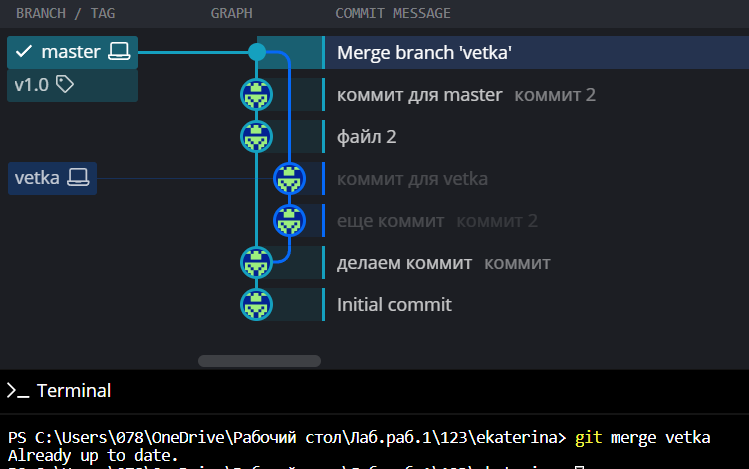 BRANCH / TAG GRAPH COMMIT MESSAGE
master Merge branch 'vetka'
v1.0 коммит для master коммит 2
файл 2
vetka коммит для vetka
еще коммит коммит 2
делаем коммит коммит
Initial commit
>_ Terminal
PS C:\Users\078\OneDrive\Рабочий стол\Лаб.раб.1\123\ekaterina> git merge vetka
Already up to date.